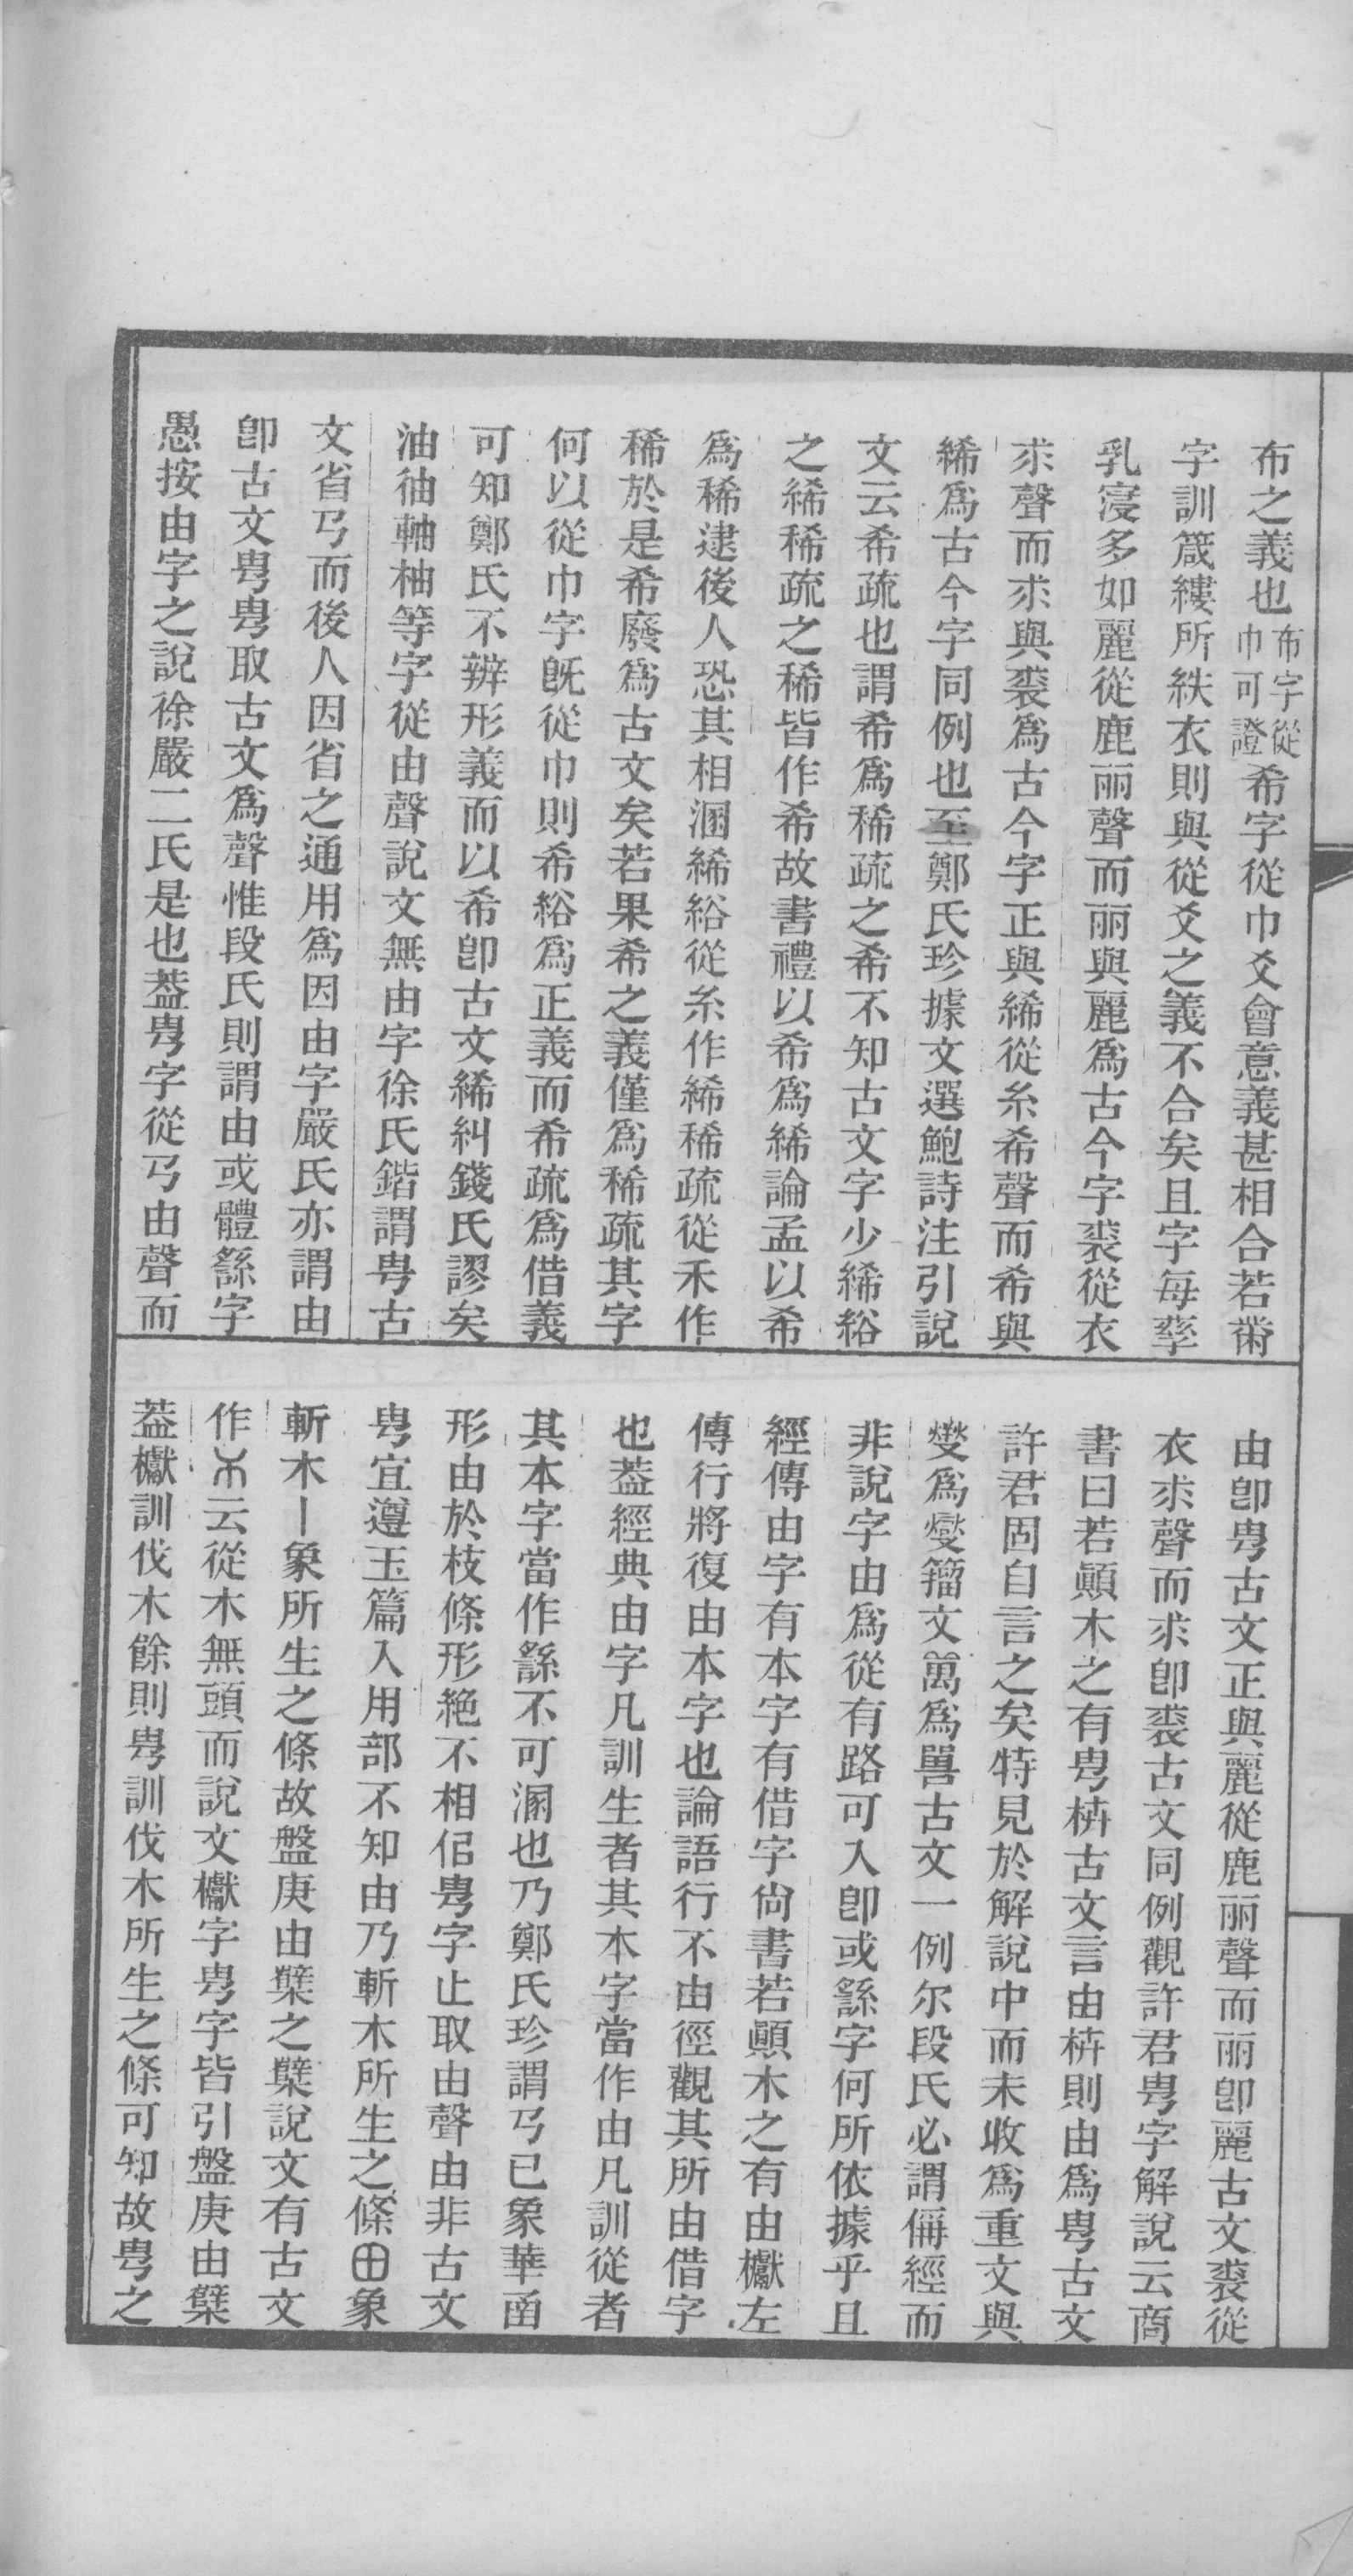 布之義也布字從巾可證希字從巾爻會意義甚相合若黹
字訓箴縷所紩衣則與從爻之義不合矣且字每孳
乳寖多如麗從鹿丽聲而丽與麗爲古今字裘從衣
求聲而求與裘爲古今字正與絺從糸希聲而希與
絺爲古今字同例也至鄭氏珍據文選鮑詩注引說
文云希疏也謂希爲稀疏之希不知古文字少絺綌
之絺稀疏之稀皆作希故書禮以希爲絺論孟以希
爲稀逮後人恐其相溷絺綌從糸作絺稀疏從禾作
稀於是希廢爲古文矣若果希之義僅爲稀疏其字
何以從巾字旣從巾則希綌爲正義而希疏爲借義
可知鄭氏不辨形義而以希卽古文絺糾錢氏謬矣
油䌷軸柚等字從由聲說文無由字徐氏鍇謂甹古
文省丂而後人因省之通用爲因由字嚴氏亦謂由
卽古文甹甹取古文爲聲惟段氏則謂由或體繇字
愚按由字之說徐嚴二氏是也葢甹字從丂由聲而
由卽甹古文正與麗從鹿丽聲而丽卽麗古文裘從
衣求聲而求卽裘古文同例觀許君甹字解說云商
書曰若顚木之有甹枿古文言由枿則由爲甹古文
許君固自言之矣特見於解說中而未收爲重文與
燮爲籀文萬爲古文一例尔段氏必謂偁經而
非說字由爲從有路可入卽或繇字何所依據乎且
經傳由字有本字有借字尙書若顚木之有由櫱左
傳行將復由本字也論語行不由徑觀其所由借字
也葢經典由字凡訓生者其本字當作由凡訓從者
其本字當作繇不可溷也乃鄭氏珍謂丂已象華圅
形由於枝條形絶不相侣甹字止取由聲由非古文
甹宜遵玉篇入用部不知由乃斬木所生之條象
斬木丨象所生之條故盤庚由櫱之櫱說文有古文
作云從木無頭而說文櫱字甹字皆引盤庚由櫱
葢櫱訓伐木餘則甹訓伐木所生之條可知故甹之